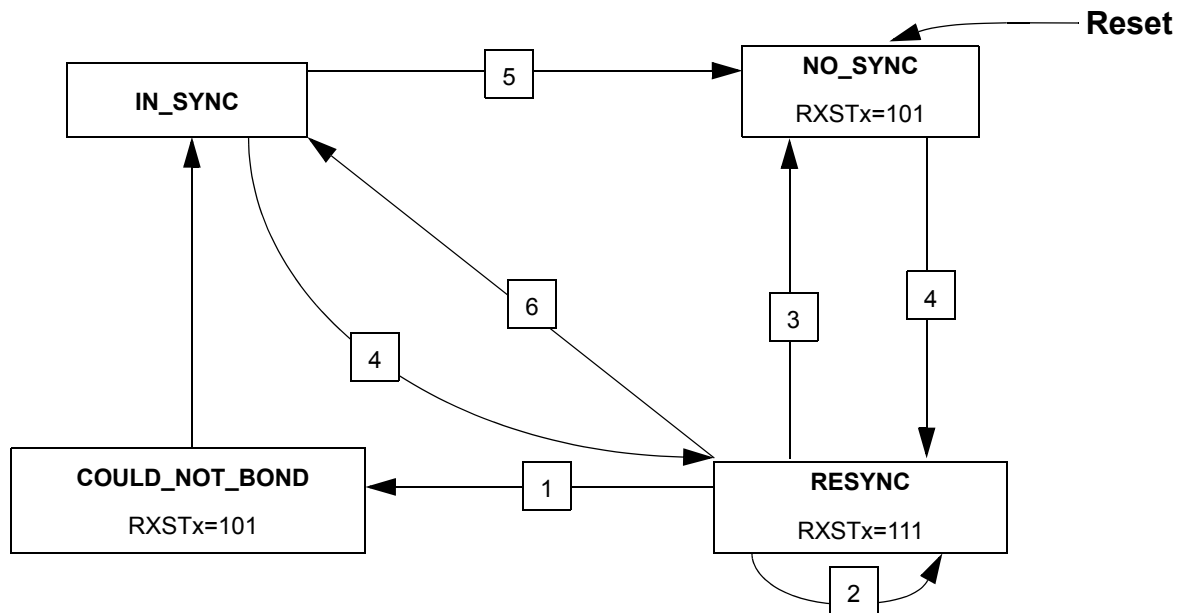 Reset
NO_SYNC
RXSTx=101
IN_SYNC
5
6
3
4
4
COULD_NOT_BOND
RXSTx=101
1
RESYNC
RXSTx=111
2